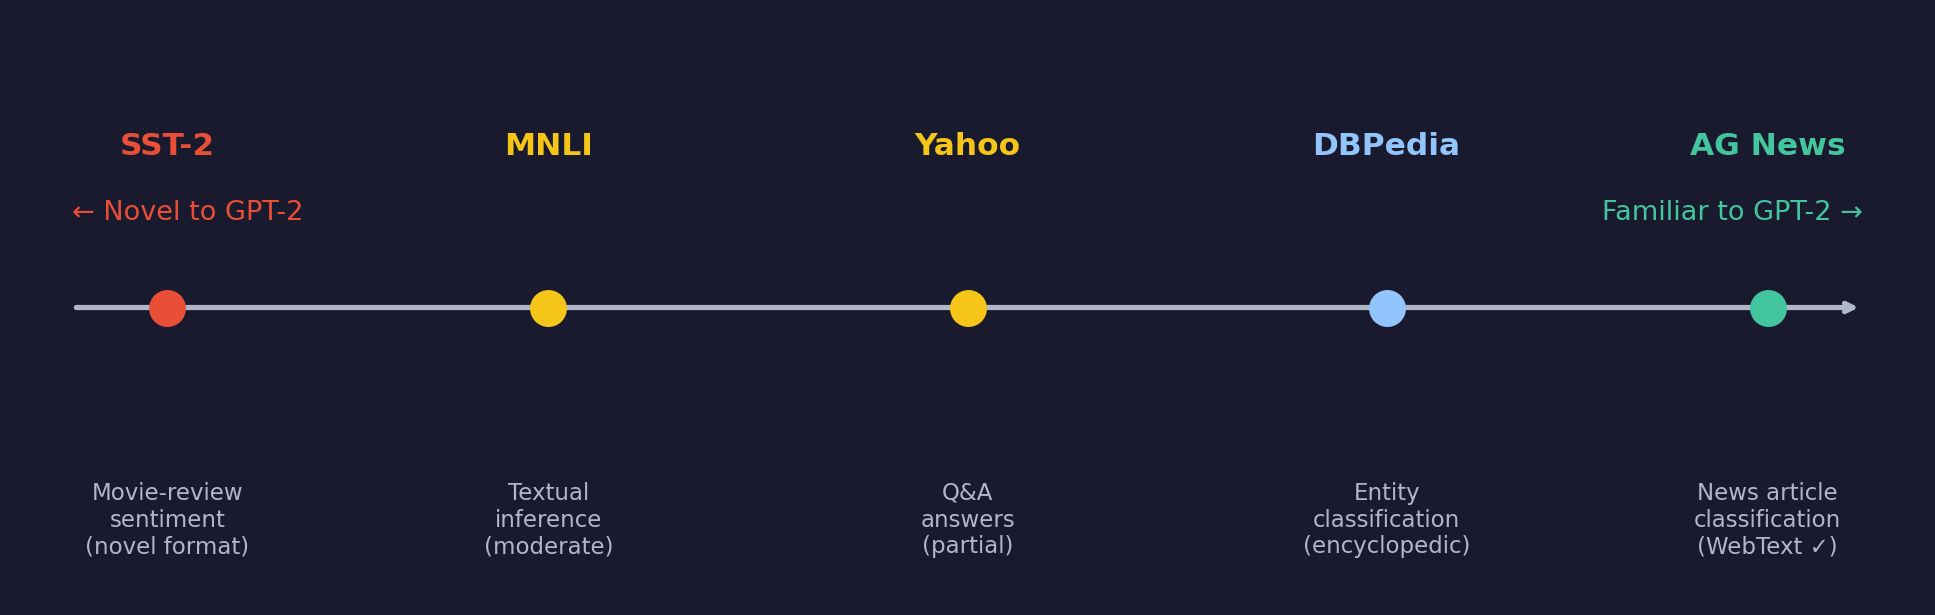 SST-2
MNLI
Yahoo
DBPedia
AG News
← Novel to GPT-2
Familiar to GPT-2 →
Movie-review
sentiment
(novel format)
Textual
inference
(moderate)
Q&A
answers
(partial)
Entity
classification
(encyclopedic)
News article
classification
(WebText ✓)